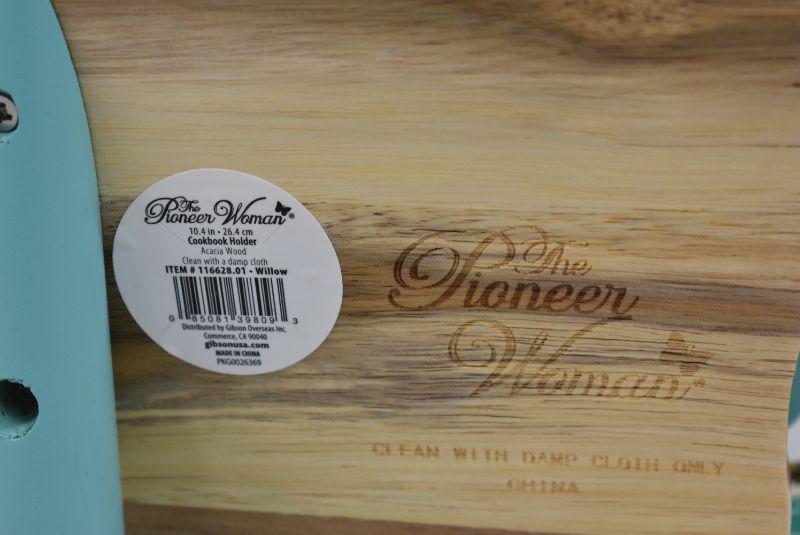 The
Pioneer Woman®
10.4 in • 26.4 cm
Cookbook Holder
Acacia Wood
Clean with a damp cloth
ITEM # 116628.01 • Willow
0 85081 39809 3
Distributed by Gibson Overseas Inc.
Commerce, CA 90040
gibsonusa.com
MADE IN CHINA
PKG0026369
The
Pioneer
Woman®
CLEAN WITH DAMP CLOTH ONLY
CHINA